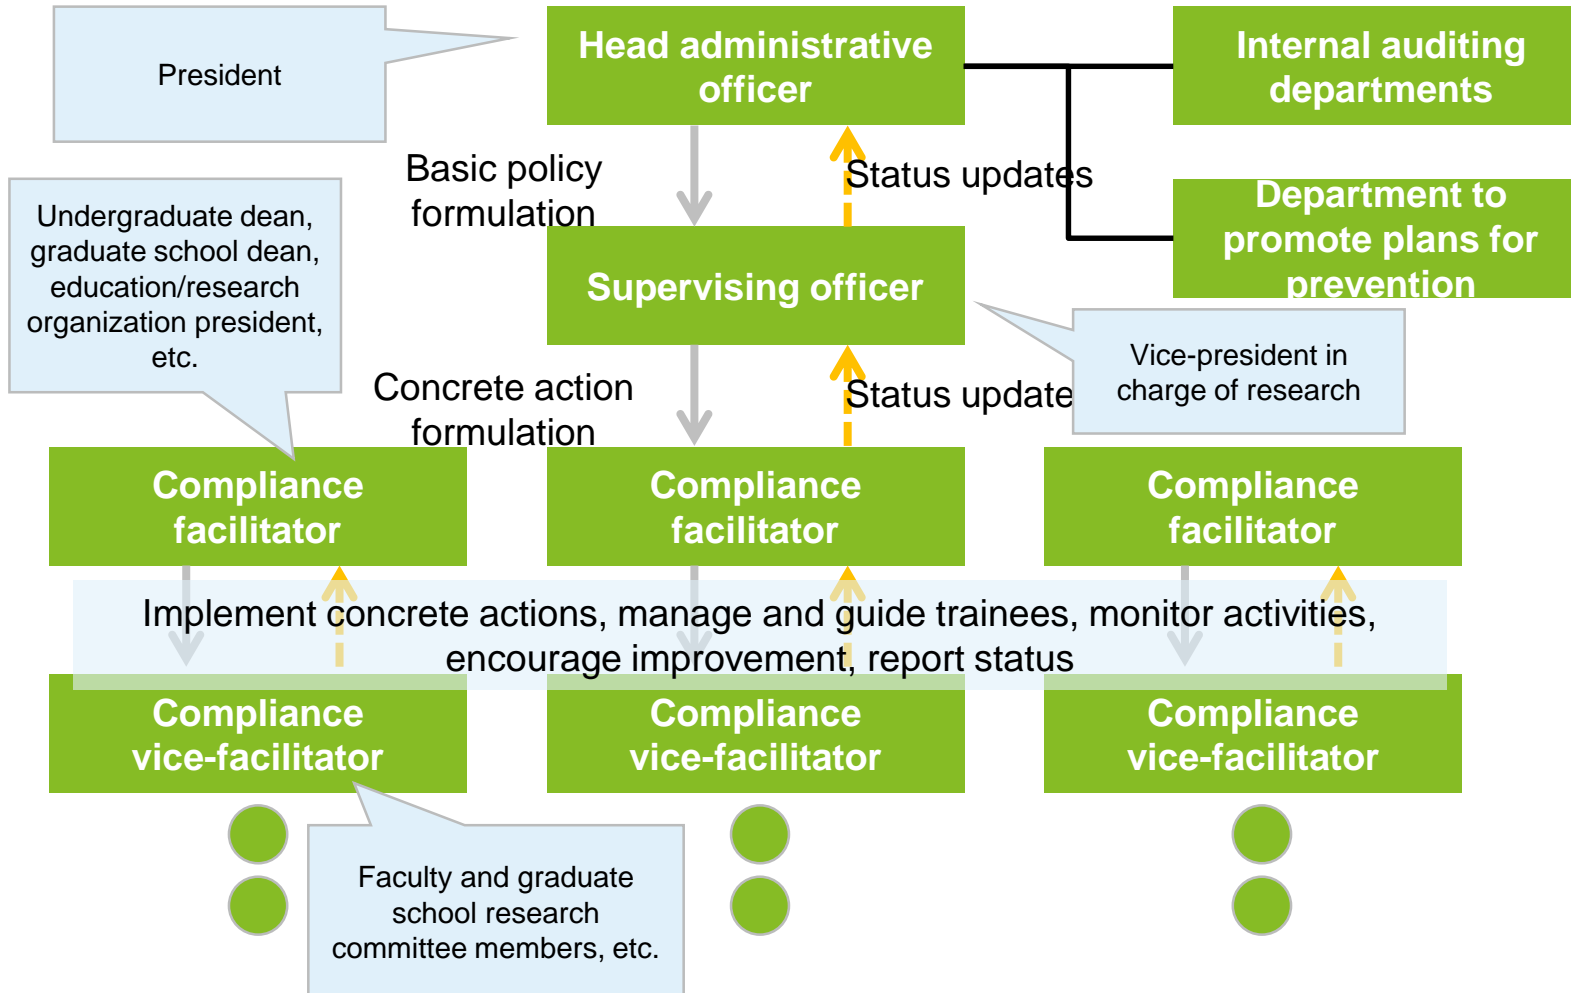 President
Head administrative
officer
Internal auditing
departments
Basic policy
formulation
Status updates
Department to
promote plans for
prevention
Undergraduate dean,
graduate school dean,
education/research
organization president,
etc.
Supervising officer
Vice-president in
charge of research
Concrete action
formulation
Status update
Compliance
facilitator
Compliance
facilitator
Compliance
facilitator
Implement concrete actions, manage and guide trainees, monitor activities,
encourage improvement, report status
Compliance
vice-facilitator
Compliance
vice-facilitator
Compliance
vice-facilitator
Faculty and graduate
school research
committee members, etc.